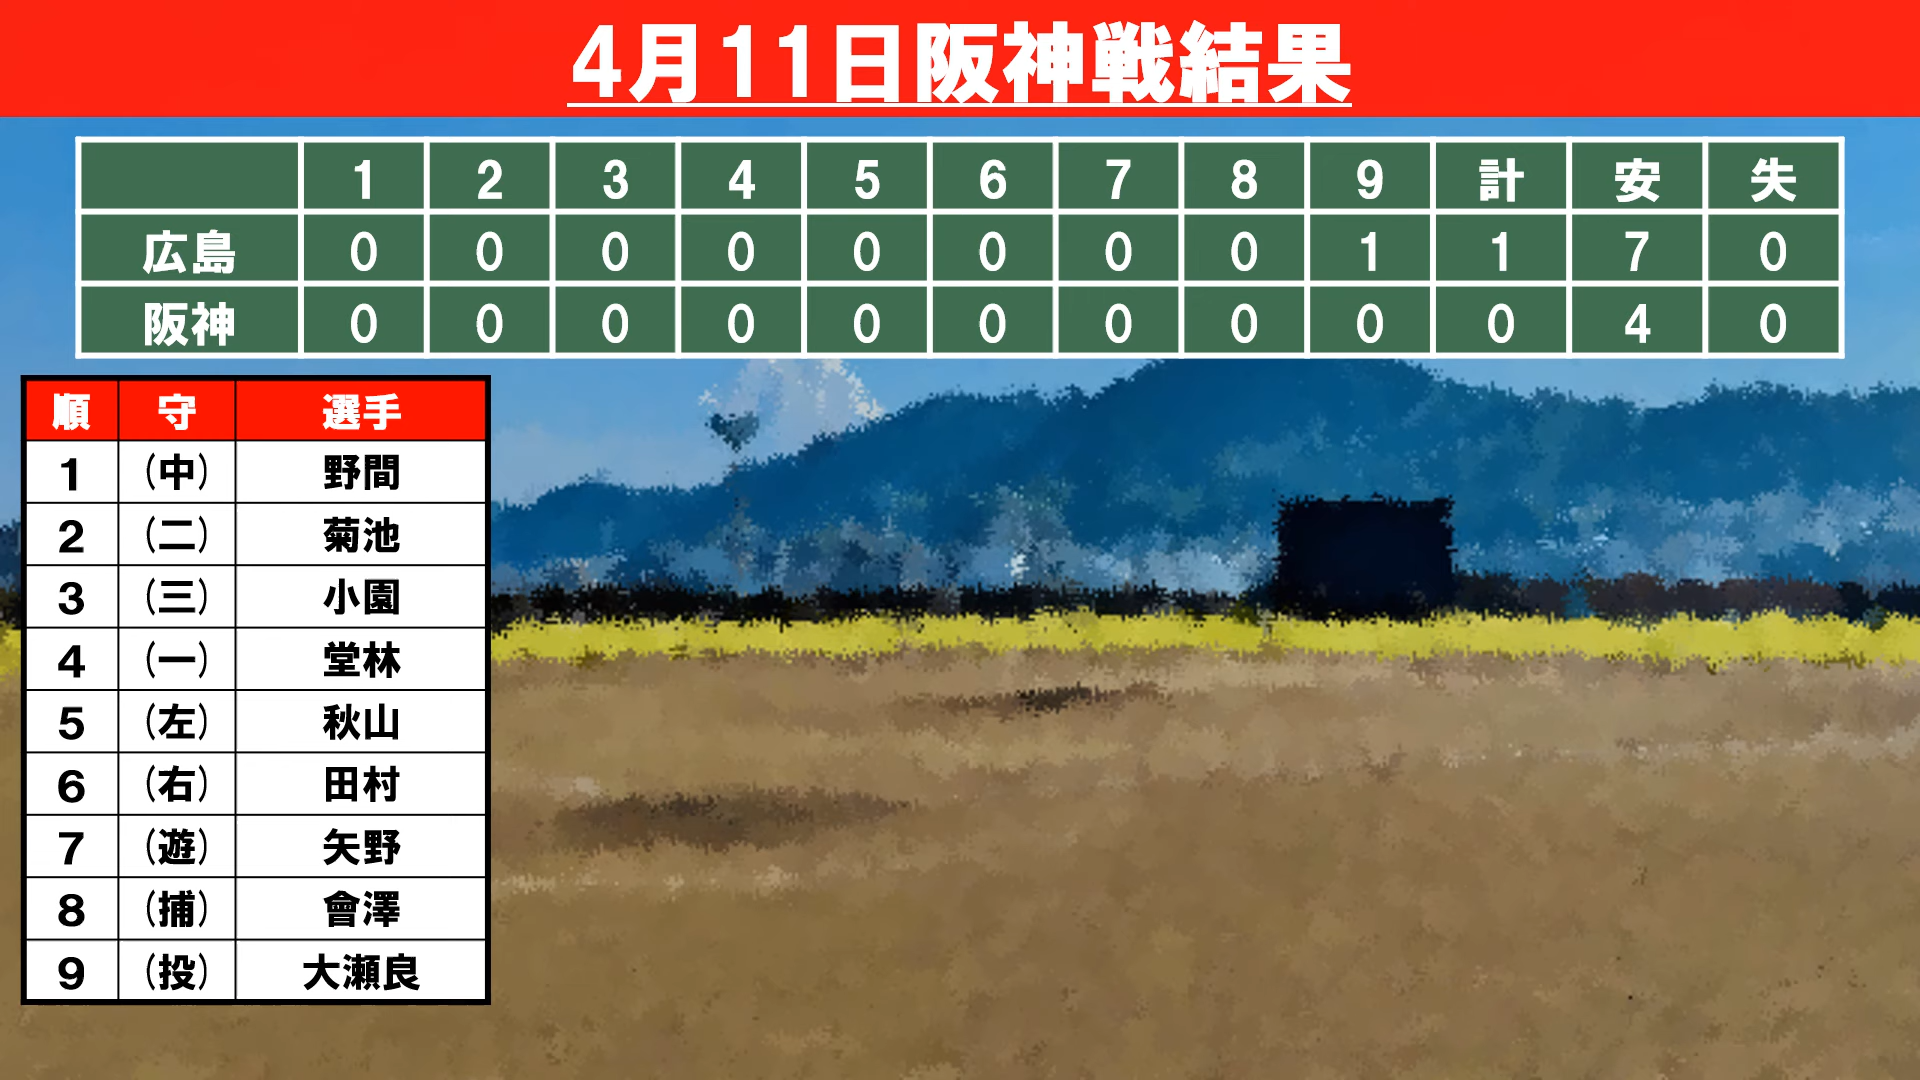 4月11日阪神戦結果
1 2 3 4 5 6 7 8 9 計 安 失
広島 0 0 0 0 0 0 0 0 1 1 7 0
阪神 0 0 0 0 0 0 0 0 0 0 4 0
順 守 選手
1 (中) 野間
2 (二) 菊池
3 (三) 小園
4 (一) 堂林
5 (左) 秋山
6 (右) 田村
7 (遊) 矢野
8 (捕) 會澤
9 (投) 大瀬良